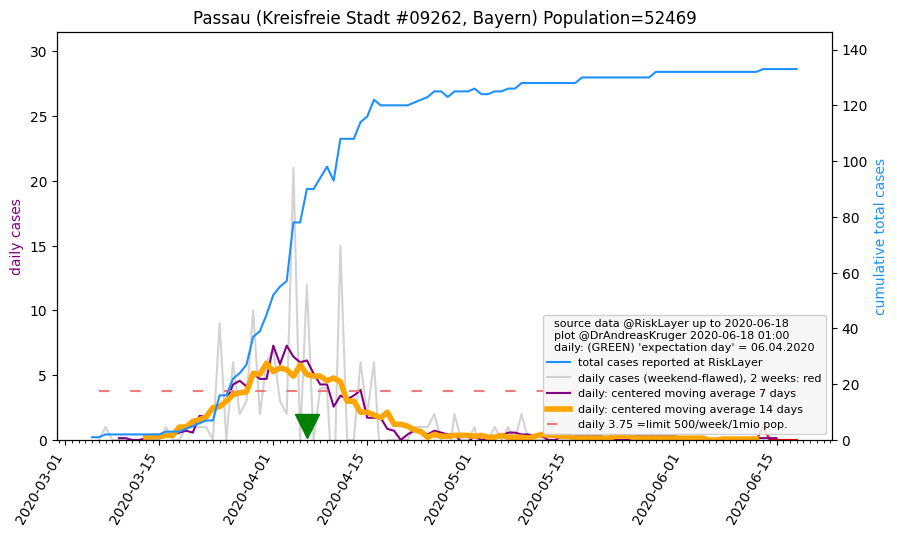 Passau (Kreisfreie Stadt #09262, Bayern) Population=52469
30
25
20
15
10
5
0
daily cases
140
120
100
80
60
40
20
0
cumulative total cases
source data @RiskLayer up to 2020-06-18
plot @DrAndreasKruger 2020-06-18 01:00
daily: (GREEN) 'expectation day' = 06.04.2020
total cases reported at RiskLayer
daily cases (weekend-flawed), 2 weeks: red
daily: centered moving average 7 days
daily: centered moving average 14 days
daily 3.75 =limit 500/week/1mio pop.
2020-03-01
2020-03-15
2020-04-01
2020-04-15
2020-05-01
2020-05-15
2020-06-01
2020-06-15